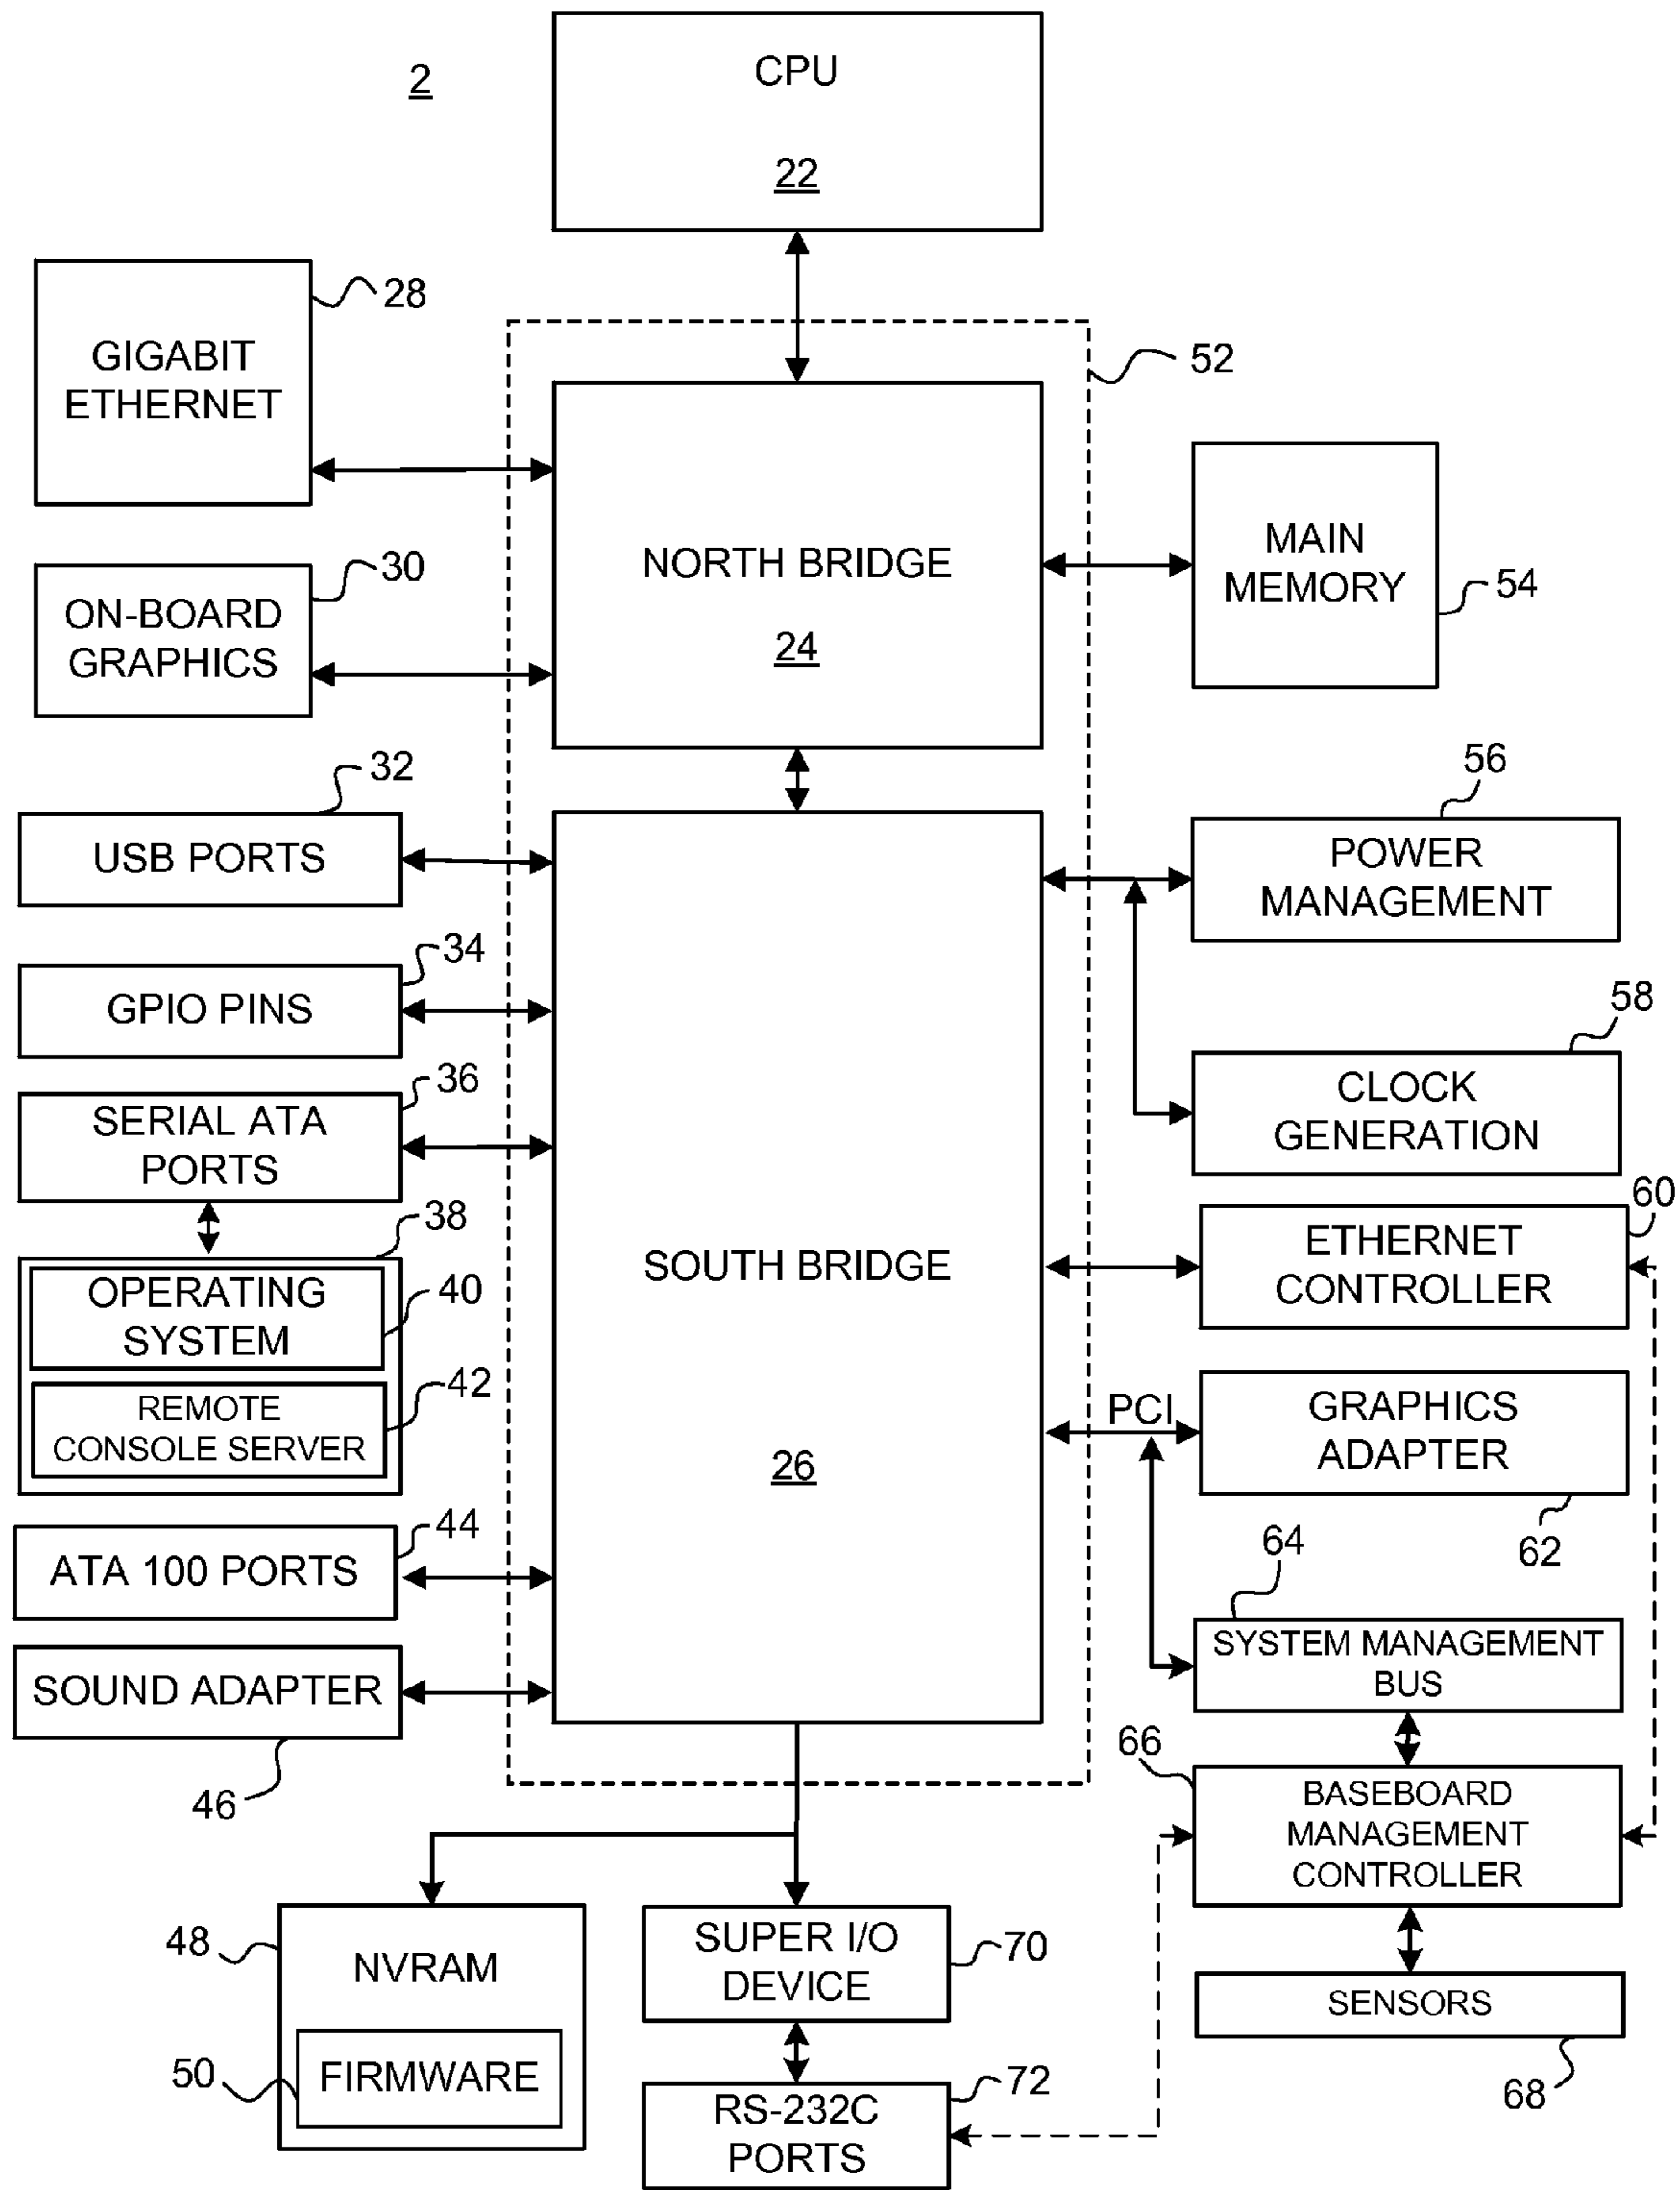 2
CPU
22
28
GIGABIT
ETHERNET
52
NORTH BRIDGE
24
MAIN
MEMORY
54
30
ON-BOARD
GRAPHICS
32
USB PORTS
56
POWER
MANAGEMENT
34
GPIO PINS
58
CLOCK
GENERATION
36
SERIAL ATA
PORTS
38
OPERATING
SYSTEM
40
REMOTE
CONSOLE SERVER
42
SOUTH BRIDGE
26
60
ETHERNET
CONTROLLER
PCI
GRAPHICS
ADAPTER
62
44
ATA 100 PORTS
64
SYSTEM MANAGEMENT
BUS
SOUND ADAPTER
46
66
BASEBOARD
MANAGEMENT
CONTROLLER
48
NVRAM
50
FIRMWARE
SUPER I/O
DEVICE
70
SENSORS
68
RS-232C
PORTS
72